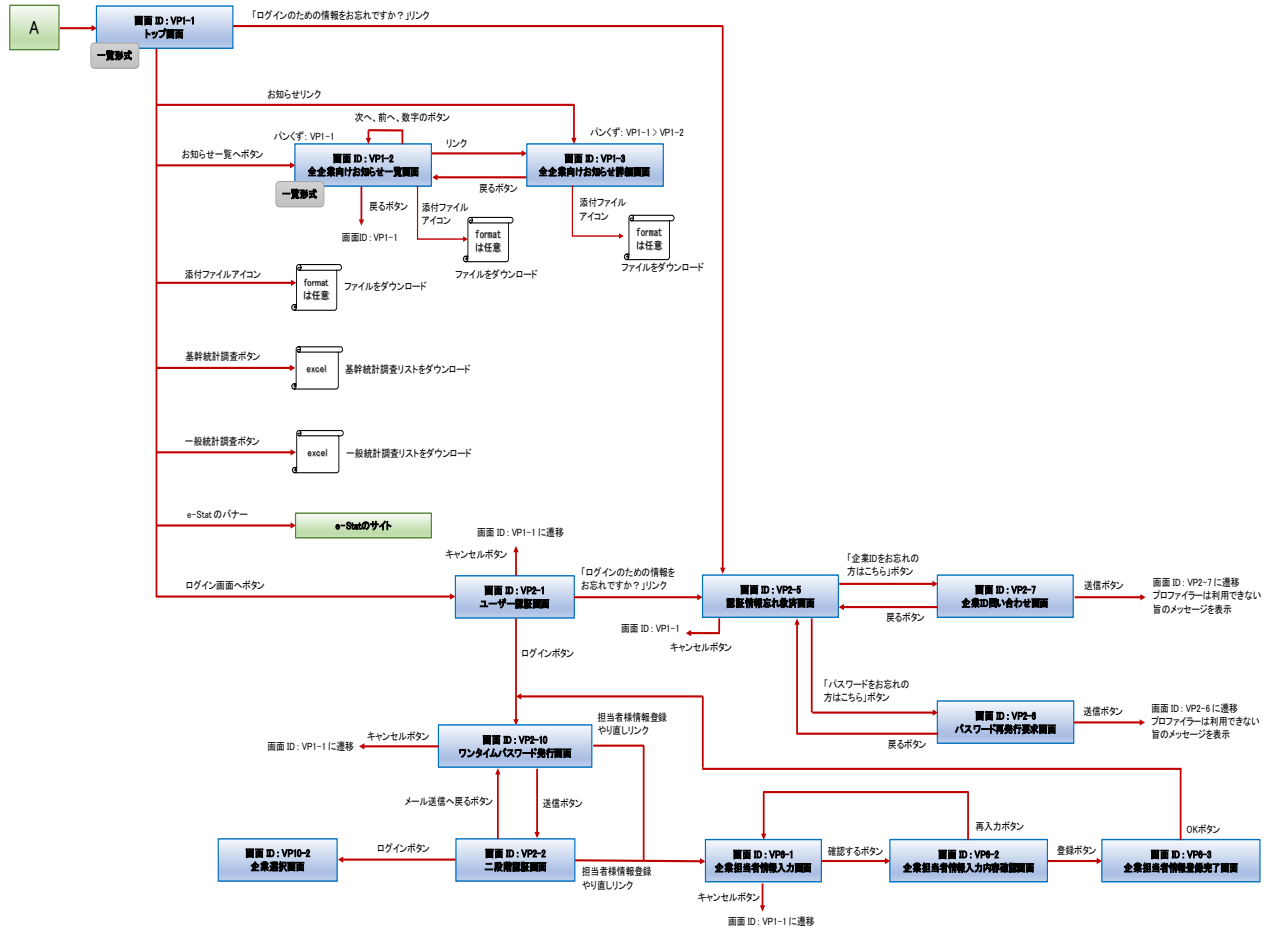 A
画面 ID : VP1-1
トップ画面
一覧形式
「ログインのための情報をお忘れですか？」リンク
お知らせリンク
次へ、前へ、数字のボタン
パンくず : VP1-1
パンくず : VP1-1 > VP1-2
お知らせ一覧へボタン
画面 ID : VP1-2
全企業向けお知らせ一覧画面
一覧形式
リンク
戻るボタン
画面 ID : VP1-3
全企業向けお知らせ詳細画面
戻るボタン
画面ID : VP1-1
添付ファイル
アイコン
format
は任意
ファイルをダウンロード
添付ファイル
アイコン
format
は任意
ファイルをダウンロード
添付ファイルアイコン
format
は任意
ファイルをダウンロード
基幹統計調査ボタン
excel
基幹統計調査リストをダウンロード
一般統計調査ボタン
excel
一般統計調査リストをダウンロード
e-Stat のバナー
e-Statのサイト
画面 ID : VP1-1 に遷移
キャンセルボタン
ログイン画面へボタン
画面 ID : VP2-1
ユーザー認証画面
「ログインのための情報を
お忘れですか？」リンク
画面 ID : VP2-5
認証情報忘れ救済画面
「企業IDをお忘れの
方はこちら」ボタン
戻るボタン
画面 ID : VP2-7
企業ID問い合わせ画面
送信ボタン
画面 ID : VP2-7 に遷移
プロファイラーは利用できない
旨のメッセージを表示
画面 ID : VP1-1
キャンセルボタン
ログインボタン
「パスワードをお忘れの
方はこちら」ボタン
戻るボタン
画面 ID : VP2-6
パスワード再発行要求画面
送信ボタン
画面 ID : VP2-6 に遷移
プロファイラーは利用できない
旨のメッセージを表示
画面 ID : VP1-1 に遷移
キャンセルボタン
画面 ID : VP2-10
ワンタイムパスワード発行画面
担当者様情報登録
やり直しリンク
メール送信へ戻るボタン
送信ボタン
画面 ID : VP10-2
企業選択画面
ログインボタン
画面 ID : VP2-2
二段階認証画面
担当者様情報登録
やり直しリンク
画面 ID : VP6-1
企業担当者情報入力画面
確認するボタン
再入力ボタン
画面 ID : VP6-2
企業担当者情報入力内容確認画面
登録ボタン
OKボタン
画面 ID : VP6-3
企業担当者情報登録完了画面
キャンセルボタン
画面 ID : VP1-1 に遷移